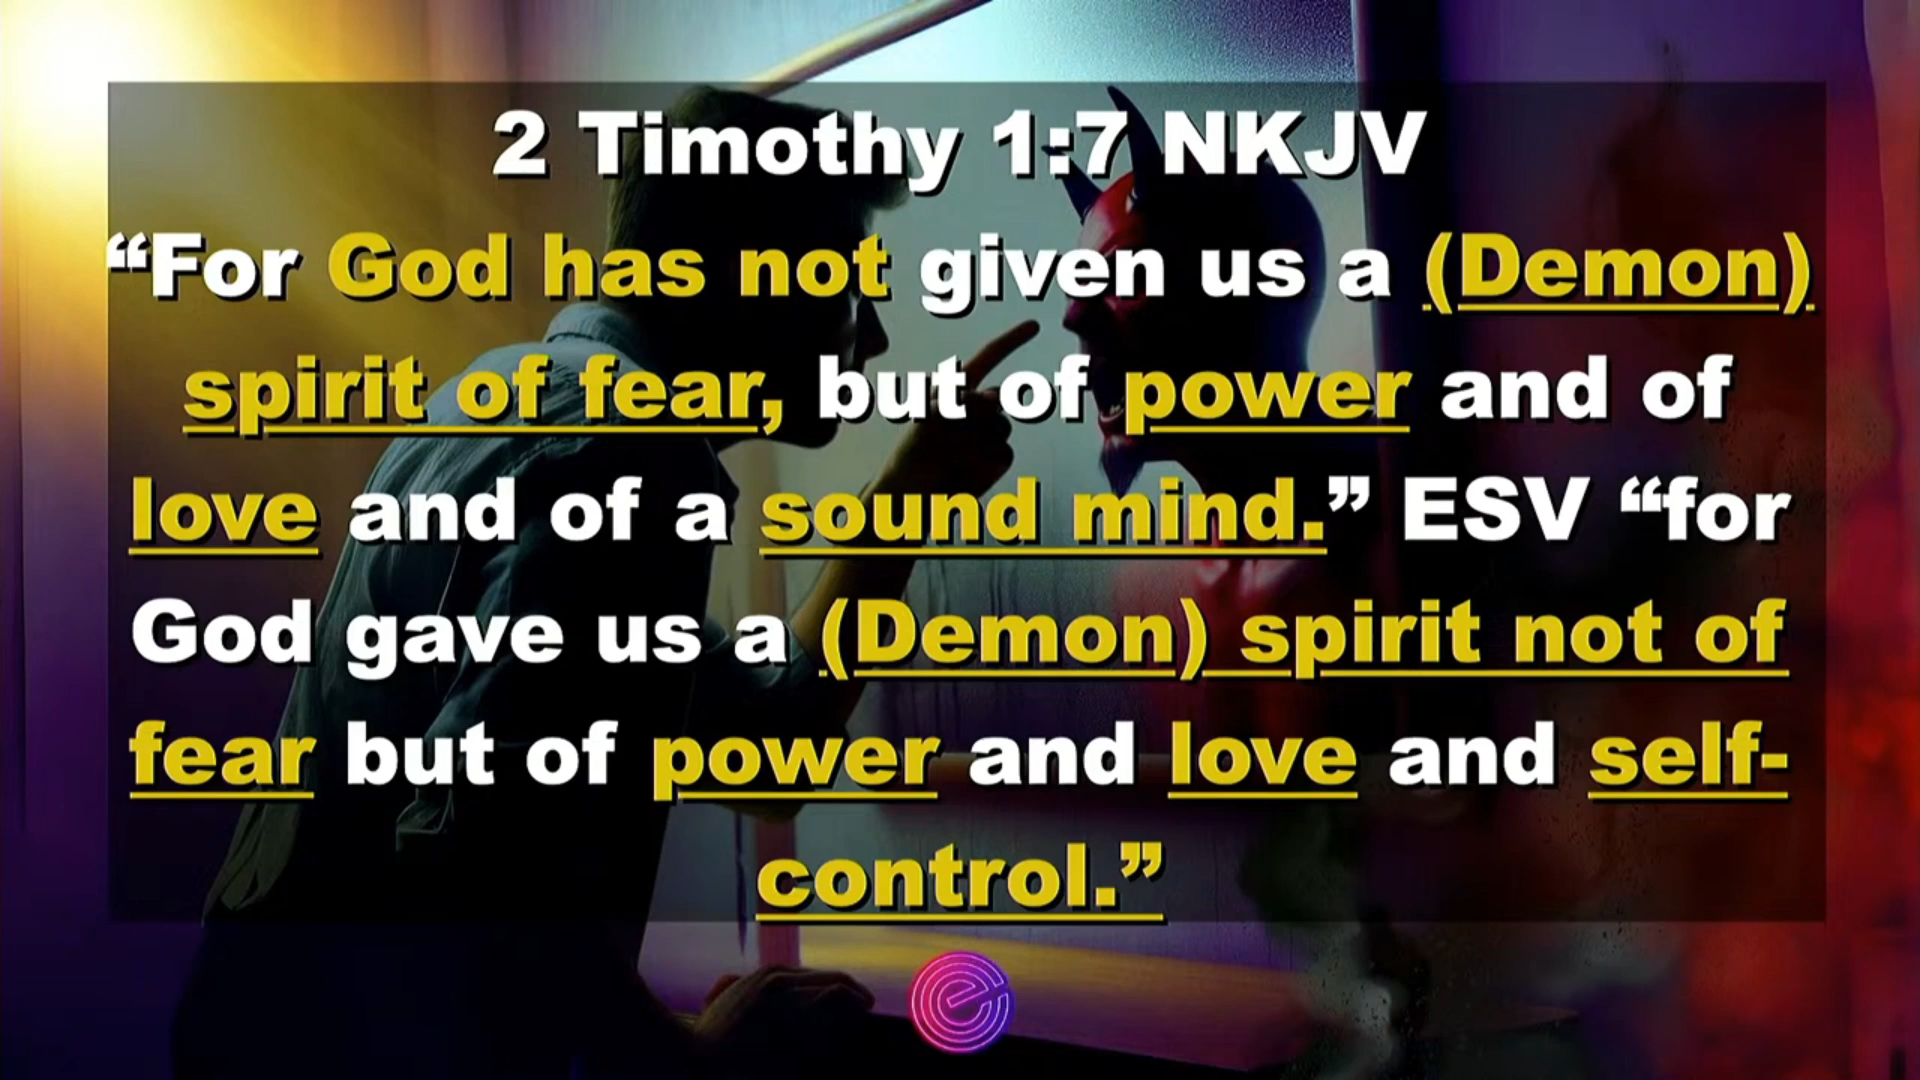 2 Timothy 1:7 NKJV
“For God has not given us a (Demon)
spirit of fear, but of power and of
love and of a sound mind.” ESV “for
God gave us a (Demon) spirit not of
fear but of power and love and self-
control.”